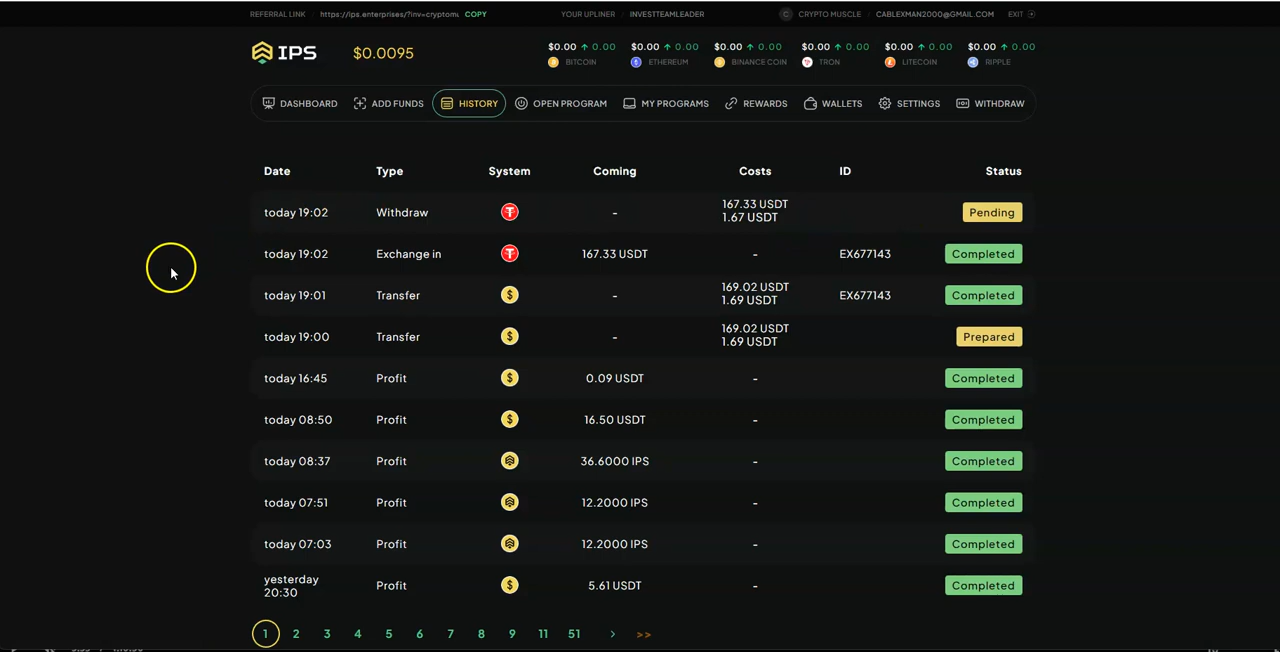 REFERRAL LINK https://ips.enterprises/?inv=cryptomu COPY YOUR UPLINER INVESTTEAMLEADER C CRYPTO MUSCLE CABLEXMAN2000@GMAIL.COM EXIT
IPS $0.0095
$0.00 0.00 $0.00 0.00 $0.00 0.00 $0.00 0.00 $0.00 0.00 $0.00 0.00
BITCOIN ETHEREUM BINANCE COIN TRON LITECOIN RIPPLE
DASHBOARD ADD FUNDS HISTORY OPEN PROGRAM MY PROGRAMS REWARDS WALLETS SETTINGS WITHDRAW
Date Type System Coming Costs ID Status
today 19:02 Withdraw - 167.33 USDT Pending
1.67 USDT
today 19:02 Exchange in 167.33 USDT - EX677143 Completed
today 19:01 Transfer $ - 169.02 USDT EX677143 Completed
1.69 USDT
today 19:00 Transfer $ - 169.02 USDT Prepared
1.69 USDT
today 16:45 Profit $ 0.09 USDT - Completed
today 08:50 Profit $ 16.50 USDT - Completed
today 08:37 Profit 36.6000 IPS - Completed
today 07:51 Profit 12.2000 IPS - Completed
today 07:03 Profit 12.2000 IPS - Completed
yesterday 20:30 Profit $ 5.61 USDT - Completed
1 2 3 4 5 6 7 8 9 11 51 > >>